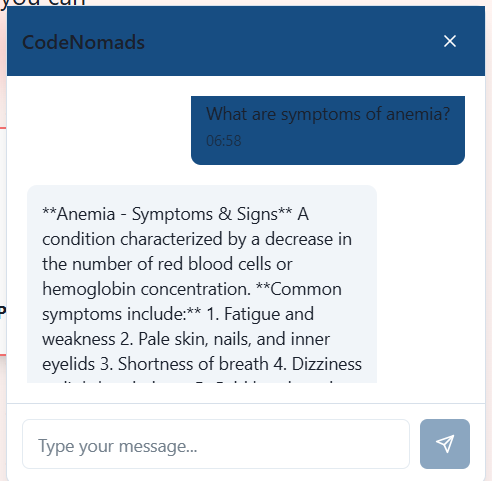 you can
CodeNomads
What are symptoms of anemia?
06:58
**Anemia - Symptoms & Signs** A
condition characterized by a decrease in
the number of red blood cells or
hemoglobin concentration. **Common
symptoms include:** 1. Fatigue and
weakness 2. Pale skin, nails, and inner
eyelids 3. Shortness of breath 4. Dizziness
P
Type your message...